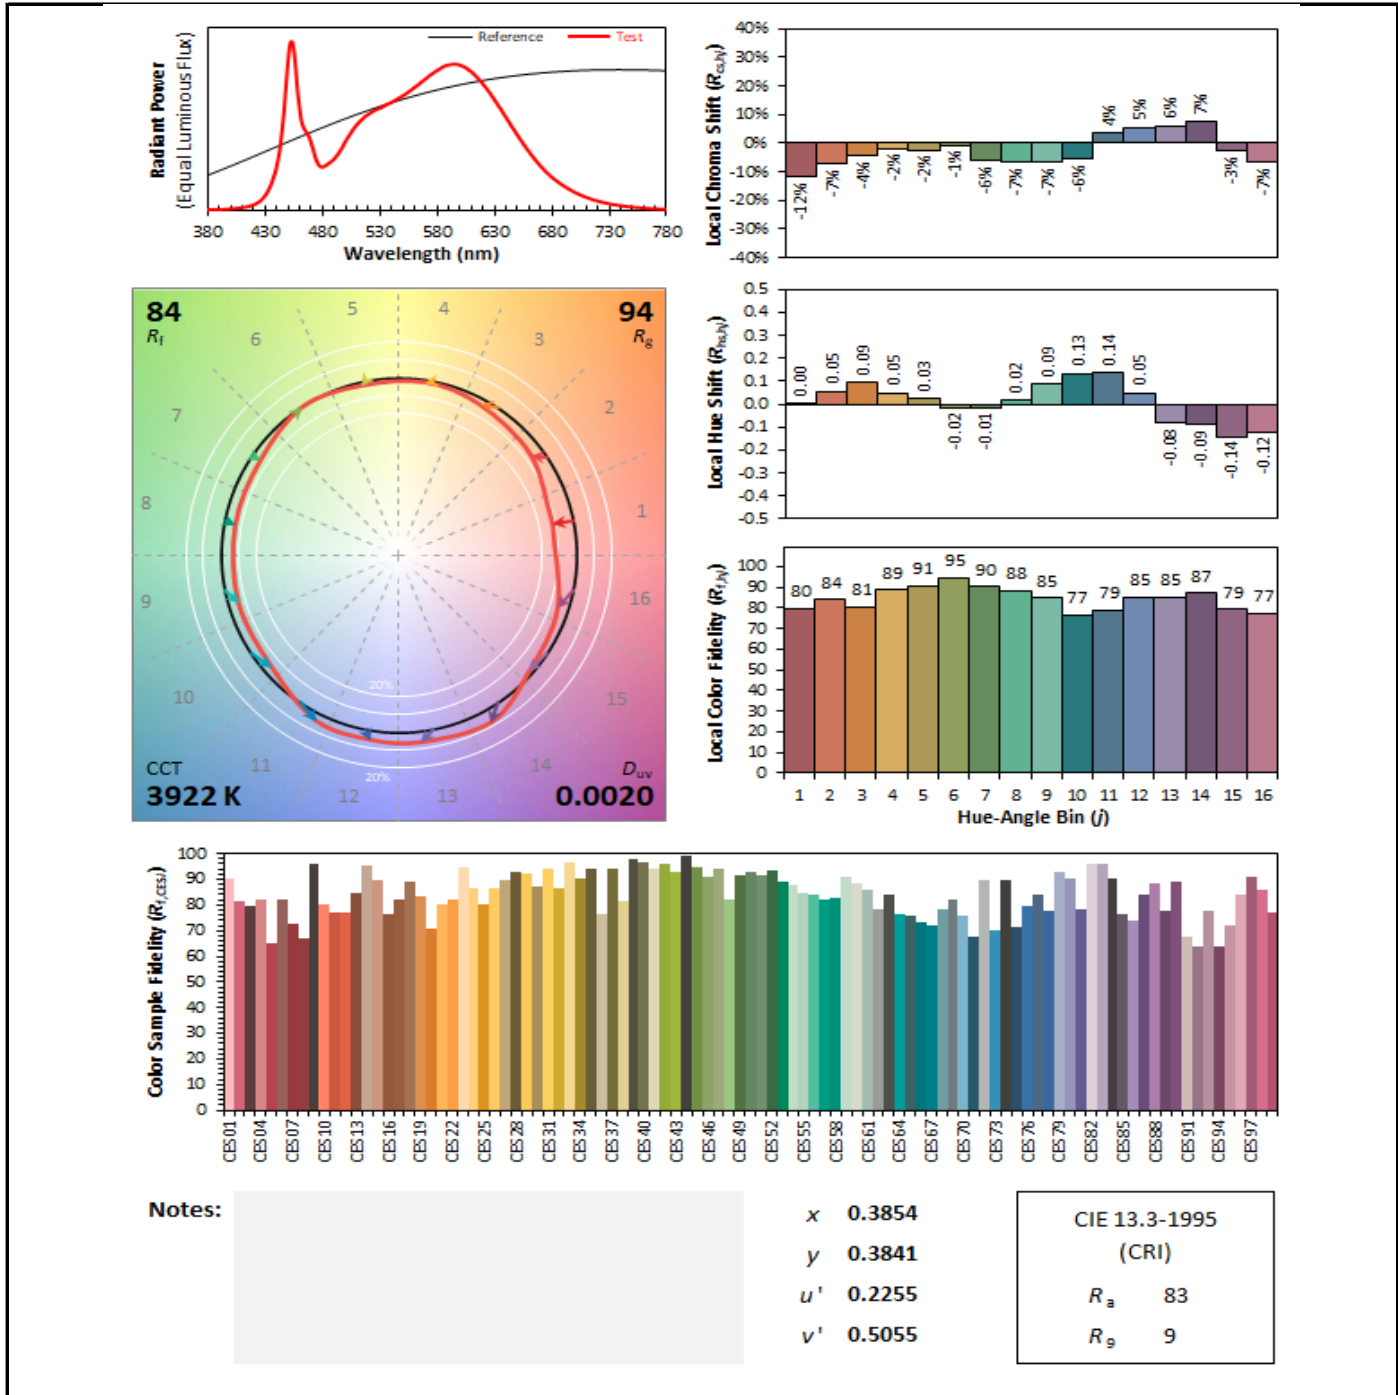 Radiant Power
(Equal Luminous Flux)
Reference Test
380 430 480 530 580 630 680 730 780
Wavelength (nm)
Local Chroma Shift (Rcs,hj)
40%
30%
20%
10%
0%
-10%
-20%
-30%
-40%
-12% -7% -4% -2% -2% -1% -6% -7% -7% -6% 4% 5% 6% 7% -3% -7%
84
Rf
94
Rg
5 4
6 3
7 2
8 1
9 16
10 15
11 14
12 13
20%
20%
CCT
3922 K
Duv
0.0020
Local Hue Shift (Rhs,hj)
0.5
0.4
0.3
0.2
0.1
0.0
-0.1
-0.2
-0.3
-0.4
-0.5
0.00 0.05 0.09 0.05 0.03 -0.02 -0.01 0.02 0.09 0.13 0.14 0.05 -0.08 -0.09 -0.14 -0.12
Local Color Fidelity (Rf,hj)
100
90
80
70
60
50
40
30
20
10
0
80 84 81 89 91 95 90 88 85 77 79 85 85 87 79 77
1 2 3 4 5 6 7 8 9 10 11 12 13 14 15 16
Hue-Angle Bin (j)
Color Sample Fidelity (Rf,CESi)
100
90
80
70
60
50
40
30
20
10
0
CES01 CES04 CES07 CES10 CES13 CES16 CES19 CES22 CES25 CES28 CES31 CES34 CES37 CES40 CES43 CES46 CES49 CES52 CES55 CES58 CES61 CES64 CES67 CES70 CES73 CES76 CES79 CES82 CES85 CES88 CES91 CES94 CES97
Notes:
x 0.3854
y 0.3841
u' 0.2255
v' 0.5055
CIE 13.3-1995
(CRI)
Ra 83
R9 9